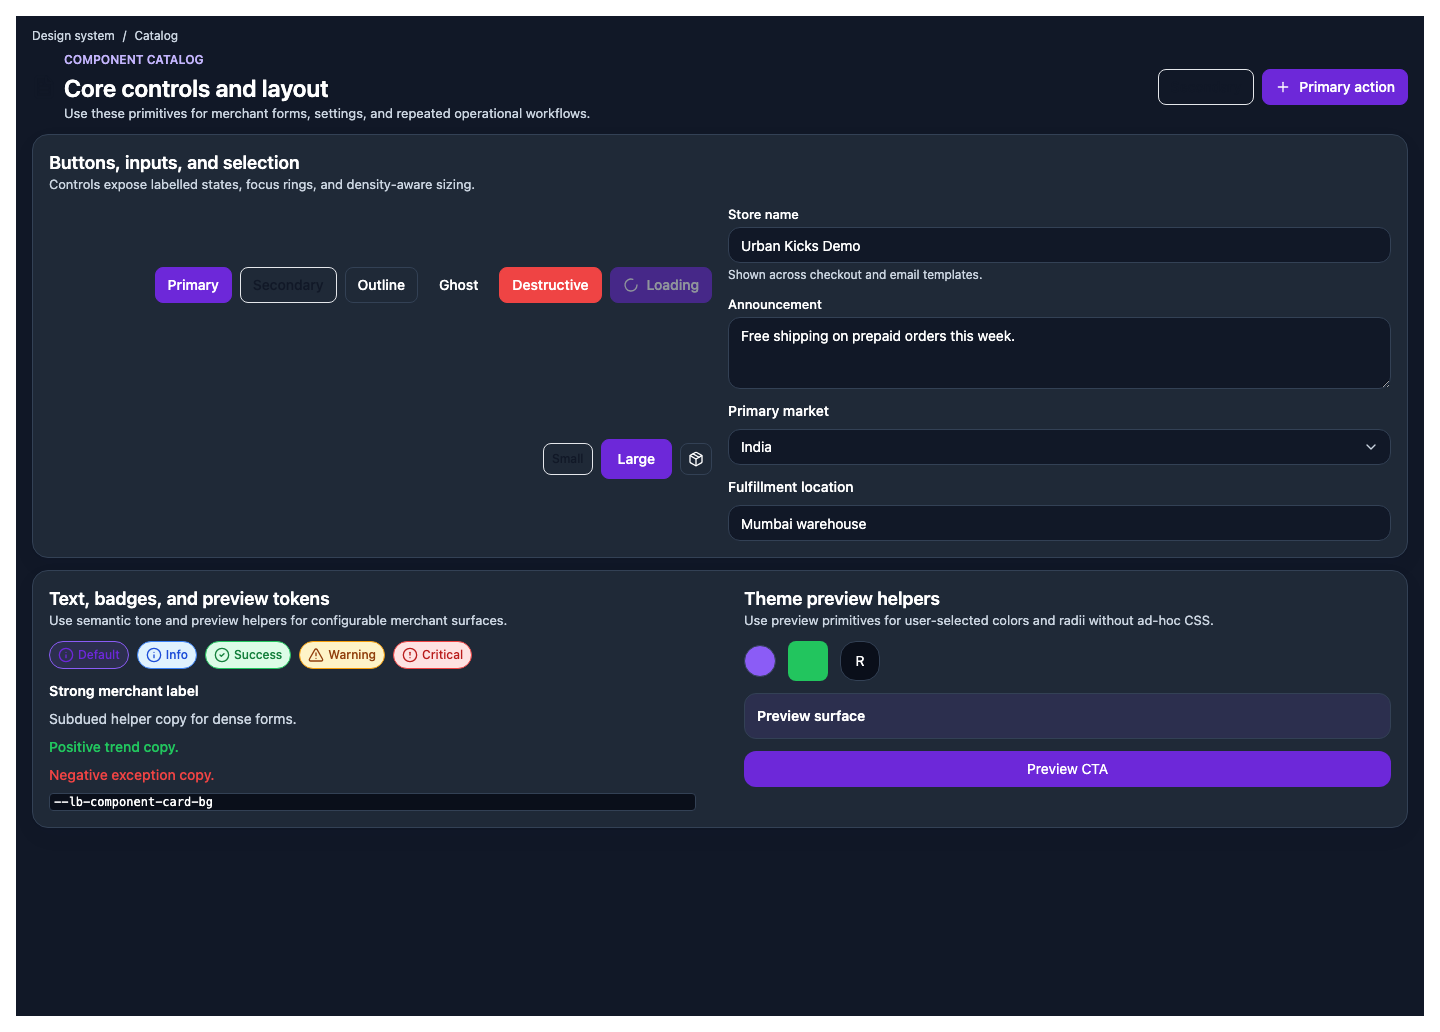 Design system / Catalog
COMPONENT CATALOG
Core controls and layout
Use these primitives for merchant forms, settings, and repeated operational workflows.
Primary action
Buttons, inputs, and selection
Controls expose labelled states, focus rings, and density-aware sizing.
Primary
Secondary
Outline
Ghost
Destructive
Loading
Small
Large
Store name
Urban Kicks Demo
Shown across checkout and email templates.
Announcement
Free shipping on prepaid orders this week.
Primary market
India
Fulfillment location
Mumbai warehouse
Text, badges, and preview tokens
Use semantic tone and preview helpers for configurable merchant surfaces.
Default
Info
Success
Warning
Critical
Strong merchant label
Subdued helper copy for dense forms.
Positive trend copy.
Negative exception copy.
--lb-component-card-bg
Theme preview helpers
Use preview primitives for user-selected colors and radii without ad-hoc CSS.
R
Preview surface
Preview CTA